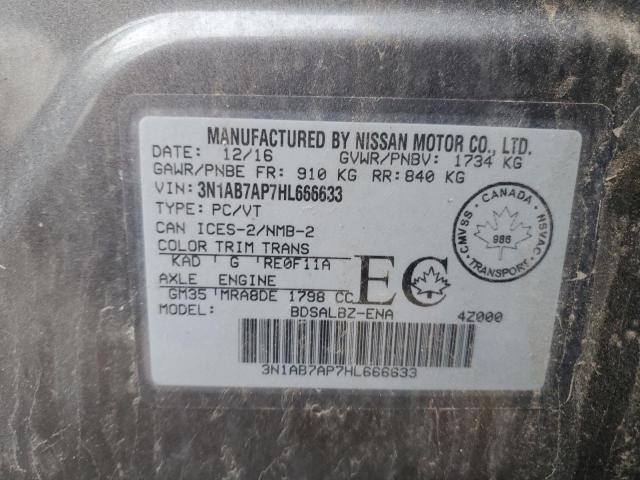 MANUFACTURED BY NISSAN MOTOR CO., LTD.
DATE: 12/16 GVWR/PNBV: 1734 KG
GAWR/PNBE FR: 910 KG RR: 840 KG
VIN: 3N1AB7AP7HL666633
TYPE: PC/VT
CAN ICES-2/NMB-2
COLOR TRIM TRANS
KAD ' G 'RE0F11A
AXLE ENGINE
GM35 'MRA8DE 1798 CC
MODEL: BDSALBZ-ENA 4Z000
EC
CANADA
CMVSS
NSVAC
986
TRANSPORT
3N1AB7AP7HL666633